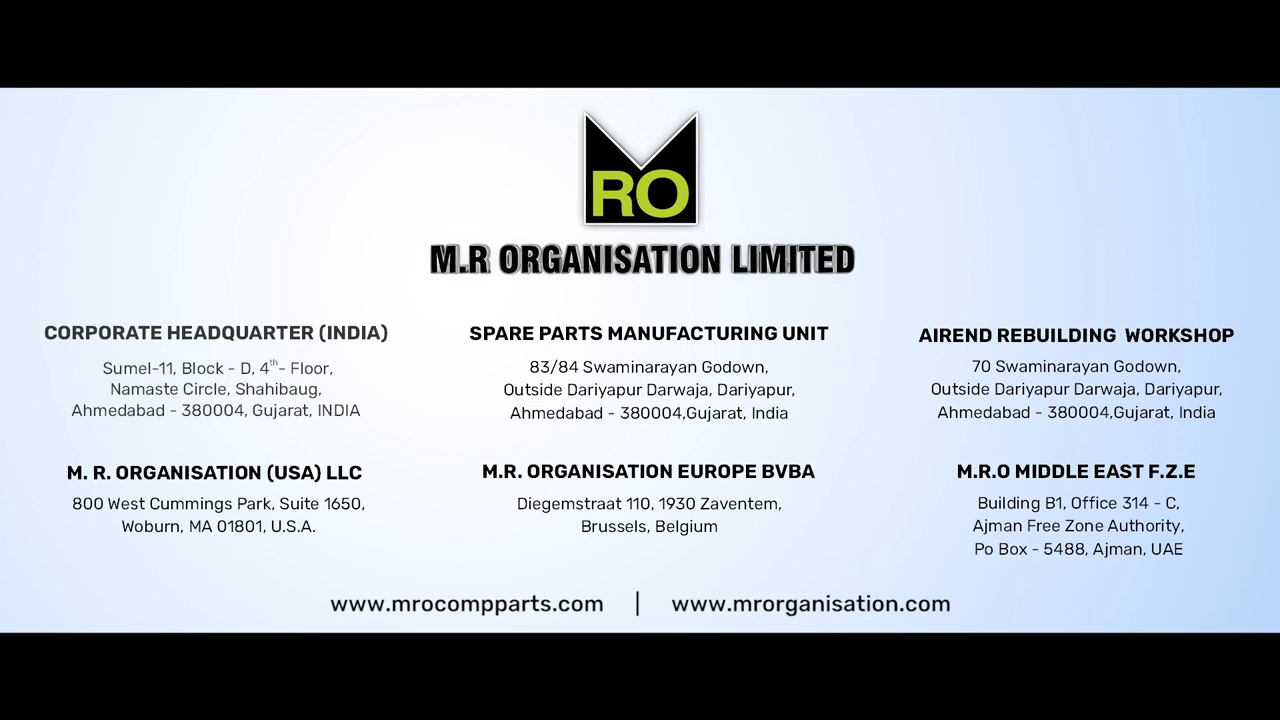 RO
M.R ORGANISATION LIMITED
CORPORATE HEADQUARTER (INDIA)
Sumel-11, Block - D, 4th- Floor,
Namaste Circle, Shahibaug,
Ahmedabad - 380004, Gujarat, INDIA
SPARE PARTS MANUFACTURING UNIT
83/84 Swaminarayan Godown,
Outside Dariyapur Darwaja, Dariyapur,
Ahmedabad - 380004,Gujarat, India
AIREND REBUILDING WORKSHOP
70 Swaminarayan Godown,
Outside Dariyapur Darwaja, Dariyapur,
Ahmedabad - 380004,Gujarat, India
M. R. ORGANISATION (USA) LLC
800 West Cummings Park, Suite 1650,
Woburn, MA 01801, U.S.A.
M.R. ORGANISATION EUROPE BVBA
Diegemstraat 110, 1930 Zaventem,
Brussels, Belgium
M.R.O MIDDLE EAST F.Z.E
Building B1, Office 314 - C,
Ajman Free Zone Authority,
Po Box - 5488, Ajman, UAE
www.mrocompparts.com | www.mrorganisation.com